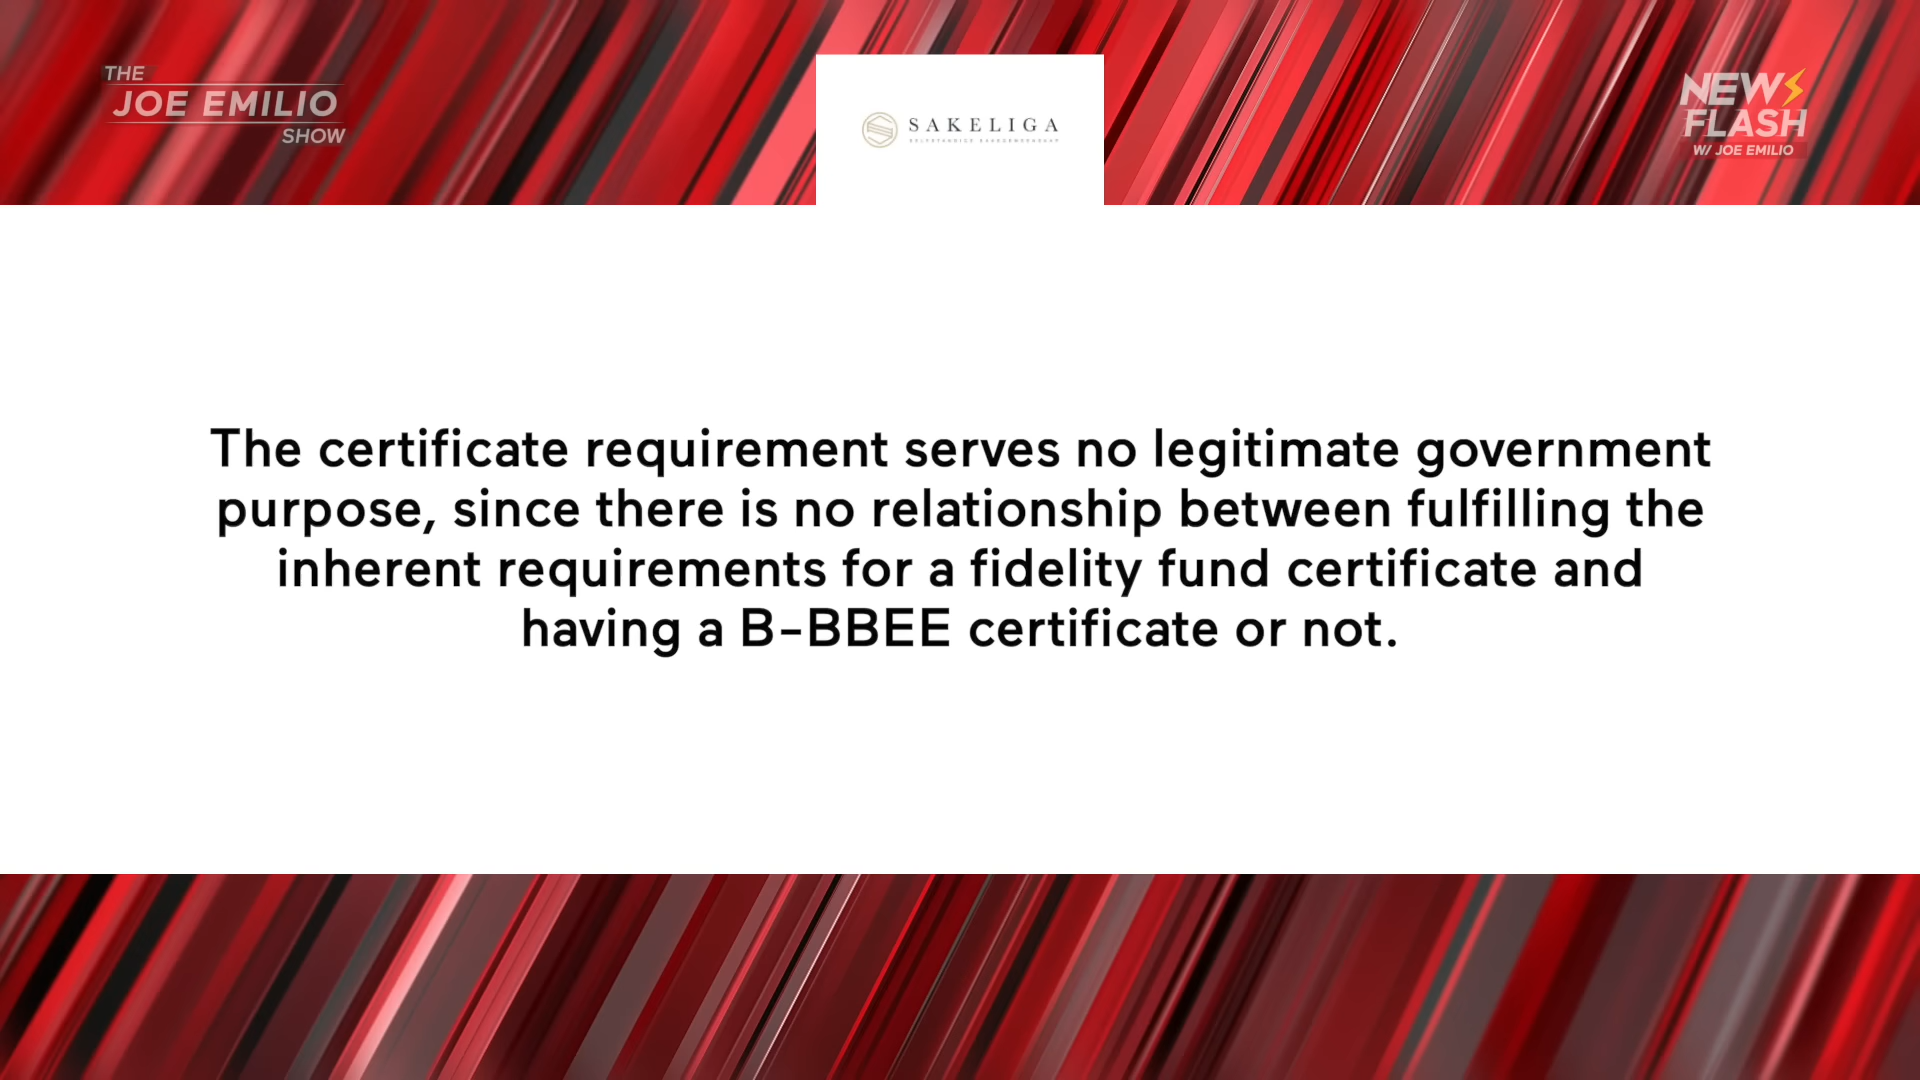 THE
JOE EMILIO
SHOW
SAKELIGA
NEWS
FLASH
W/ JOE EMILIO
The certificate requirement serves no legitimate government
purpose, since there is no relationship between fulfilling the
inherent requirements for a fidelity fund certificate and
having a B-BBEE certificate or not.